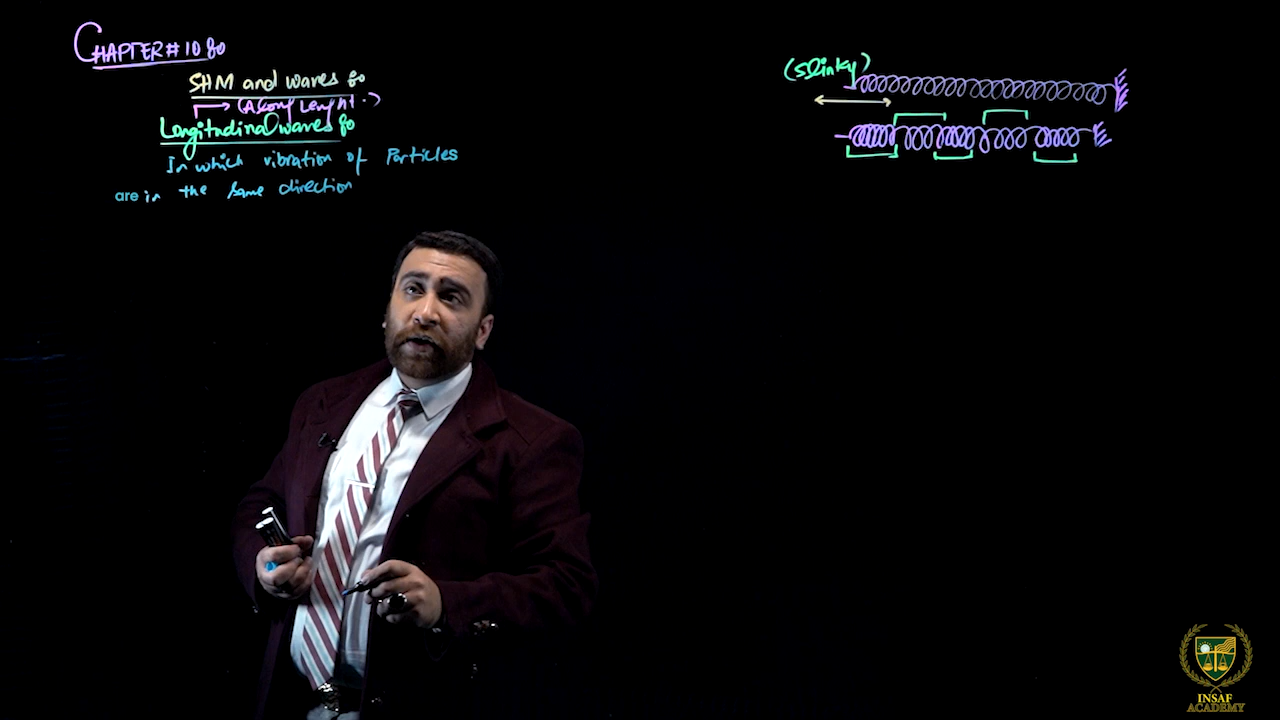 CHAPTER # 10 :-
SHM and waves :-
(Along Lenght.)
Longitudinal waves :-
In which vibration of Particles
are in the same direction
(Slinky)
INSAF
ACADEMY